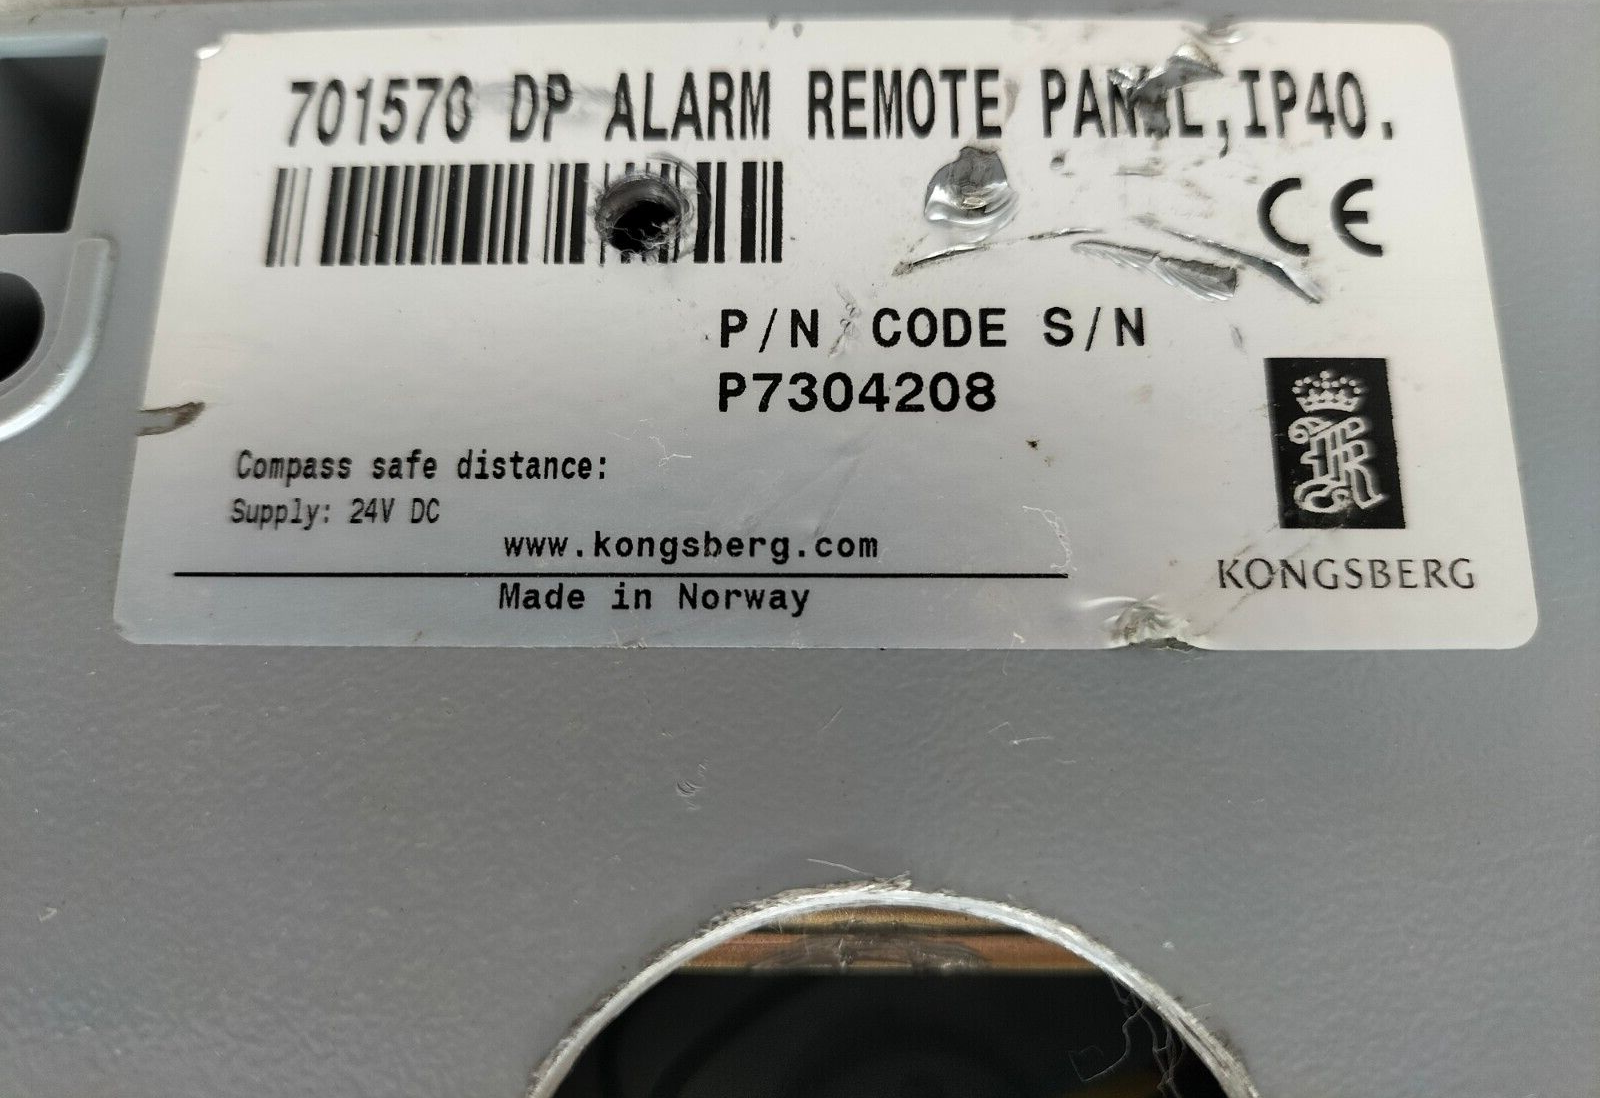 701570 DP ALARM REMOTE PANEL,IP40.
CE
P/N CODE S/N
P7304208
Compass safe distance:
Supply: 24V DC
www.kongsberg.com
Made in Norway
KONGSBERG